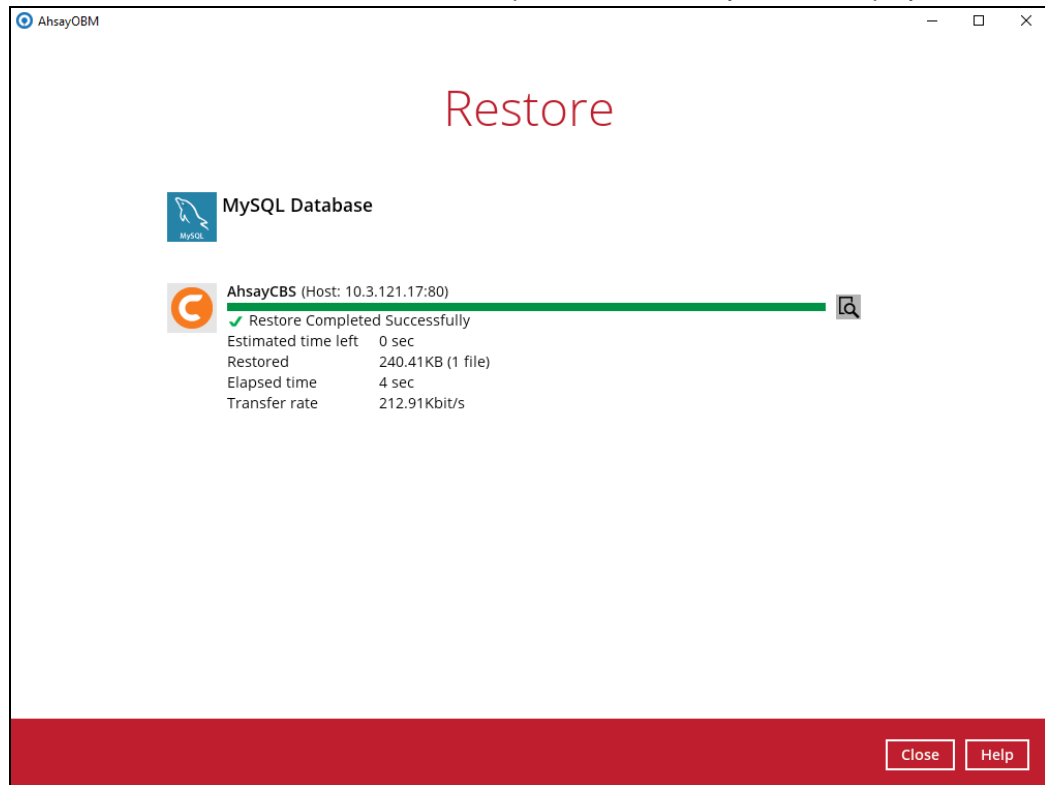 AhsayOBM
Restore
MySQL Database
MySQL
AhsayCBS (Host: 10.3.121.17:80)
Restore Completed Successfully
Estimated time left 0 sec
Restored 240.41KB (1 file)
Elapsed time 4 sec
Transfer rate 212.91Kbit/s
Close Help